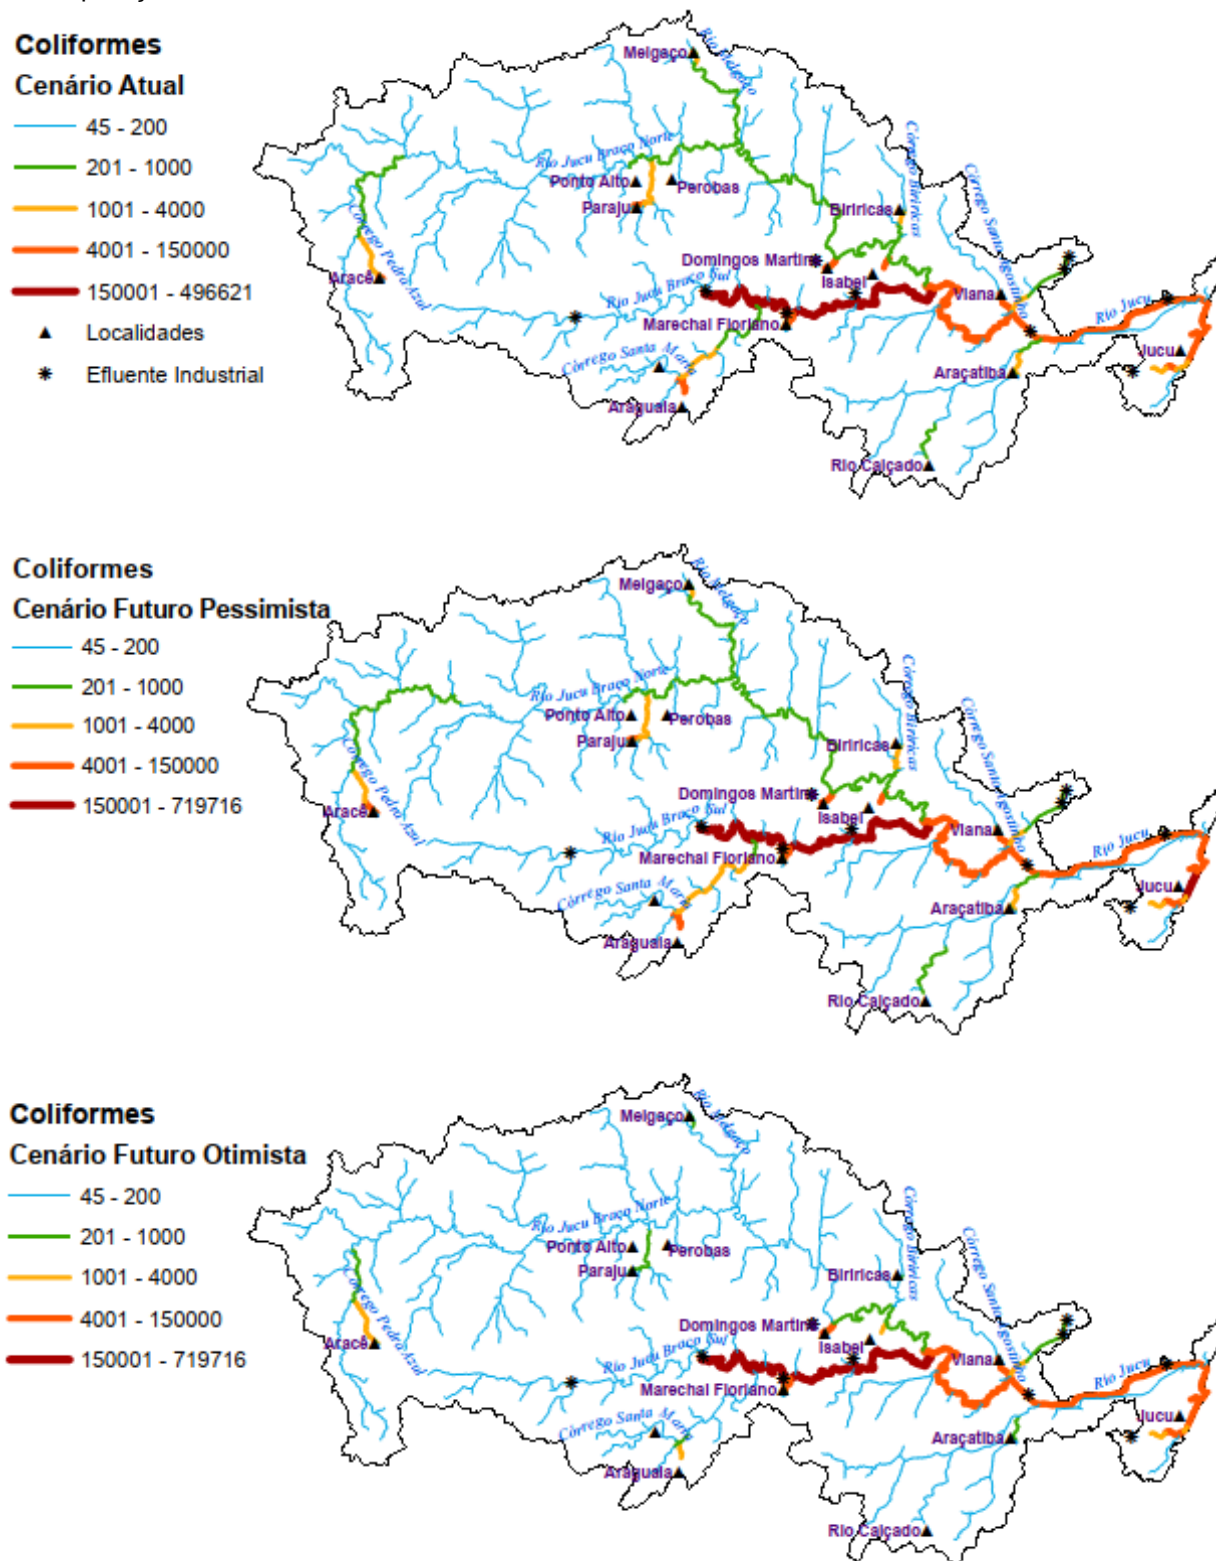 Coliformes
Cenário Atual
45 - 200
201 - 1000
1001 - 4000
4001 - 150000
150001 - 496621
Localidades
Efluente Industrial
Melgaço
Rio Melgaço
Rio Jucu Braço Norte
Ponto Alto
Perobas
Paraju
Córrego Biriricas
Biriricas
Córrego Santo Agostinho
Córrego Pedra Azul
Aracê
Domingos Martins
Isabel
Viana
Rio Jucu Braço Sul
Marechal Floriano
Rio Jucu
Jucu
Córrego Santa Maria
Araguaia
Araçatiba
Rio Calçado
Coliformes
Cenário Futuro Pessimista
45 - 200
201 - 1000
1001 - 4000
4001 - 150000
150001 - 719716
Melgaço
Rio Melgaço
Rio Jucu Braço Norte
Ponto Alto
Perobas
Paraju
Córrego Biriricas
Biriricas
Córrego Santo Agostinho
Córrego Pedra Azul
Aracê
Domingos Martins
Isabel
Viana
Rio Jucu Braço Sul
Marechal Floriano
Rio Jucu
Jucu
Córrego Santa Maria
Araguaia
Araçatiba
Rio Calçado
Coliformes
Cenário Futuro Otimista
45 - 200
201 - 1000
1001 - 4000
4001 - 150000
150001 - 719716
Melgaço
Rio Melgaço
Rio Jucu Braço Norte
Ponto Alto
Perobas
Paraju
Córrego Biriricas
Biriricas
Córrego Santo Agostinho
Córrego Pedra Azul
Aracê
Domingos Martins
Isabel
Viana
Rio Jucu Braço Sul
Marechal Floriano
Rio Jucu
Jucu
Córrego Santa Maria
Araguaia
Araçatiba
Rio Calçado